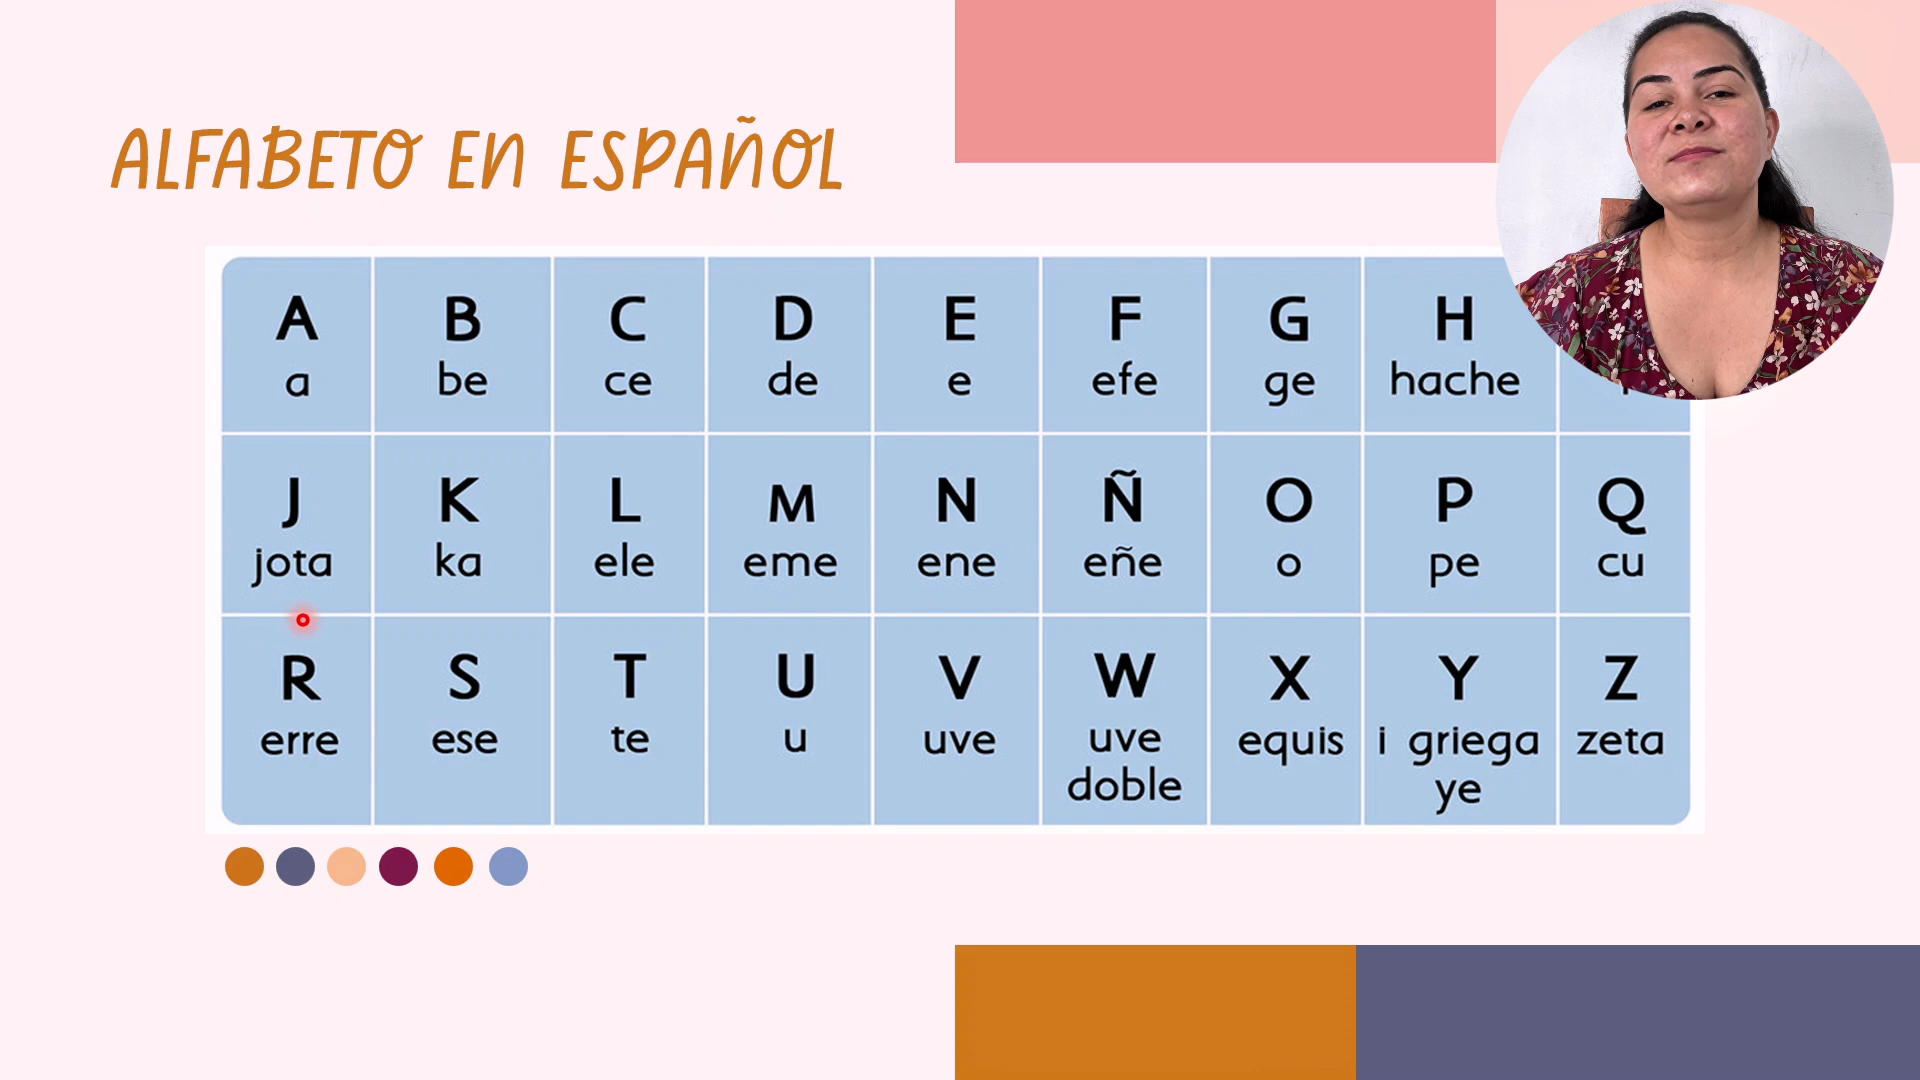 ALFABETO EN ESPAÑOL
A B C D E F G H
a be ce de e efe ge hache
J K L M N Ñ O P Q
jota ka ele eme ene eñe o pe cu
R S T U V W X Y Z
erre ese te u uve uve doble equis i griega ye zeta